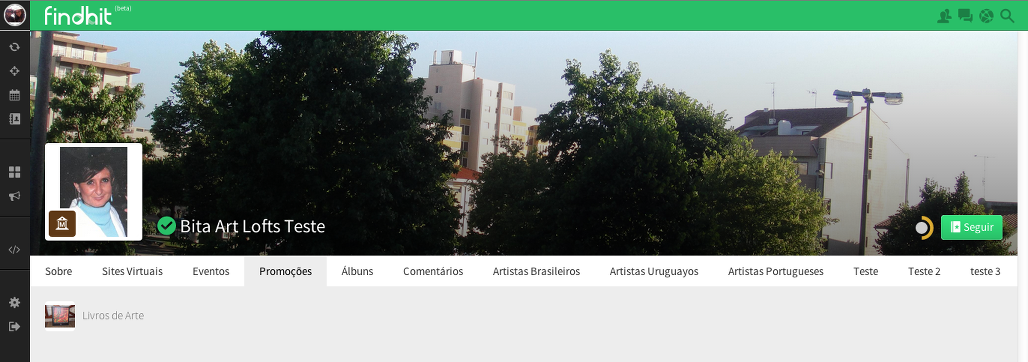 findhit (beta)
Bita Art Lofts Teste
Seguir
Sobre Sites Virtuais Eventos Promoções Álbuns Comentários Artistas Brasileiros Artistas Uruguayos Artistas Portugueses Teste Teste 2 teste 3
Livros de Arte